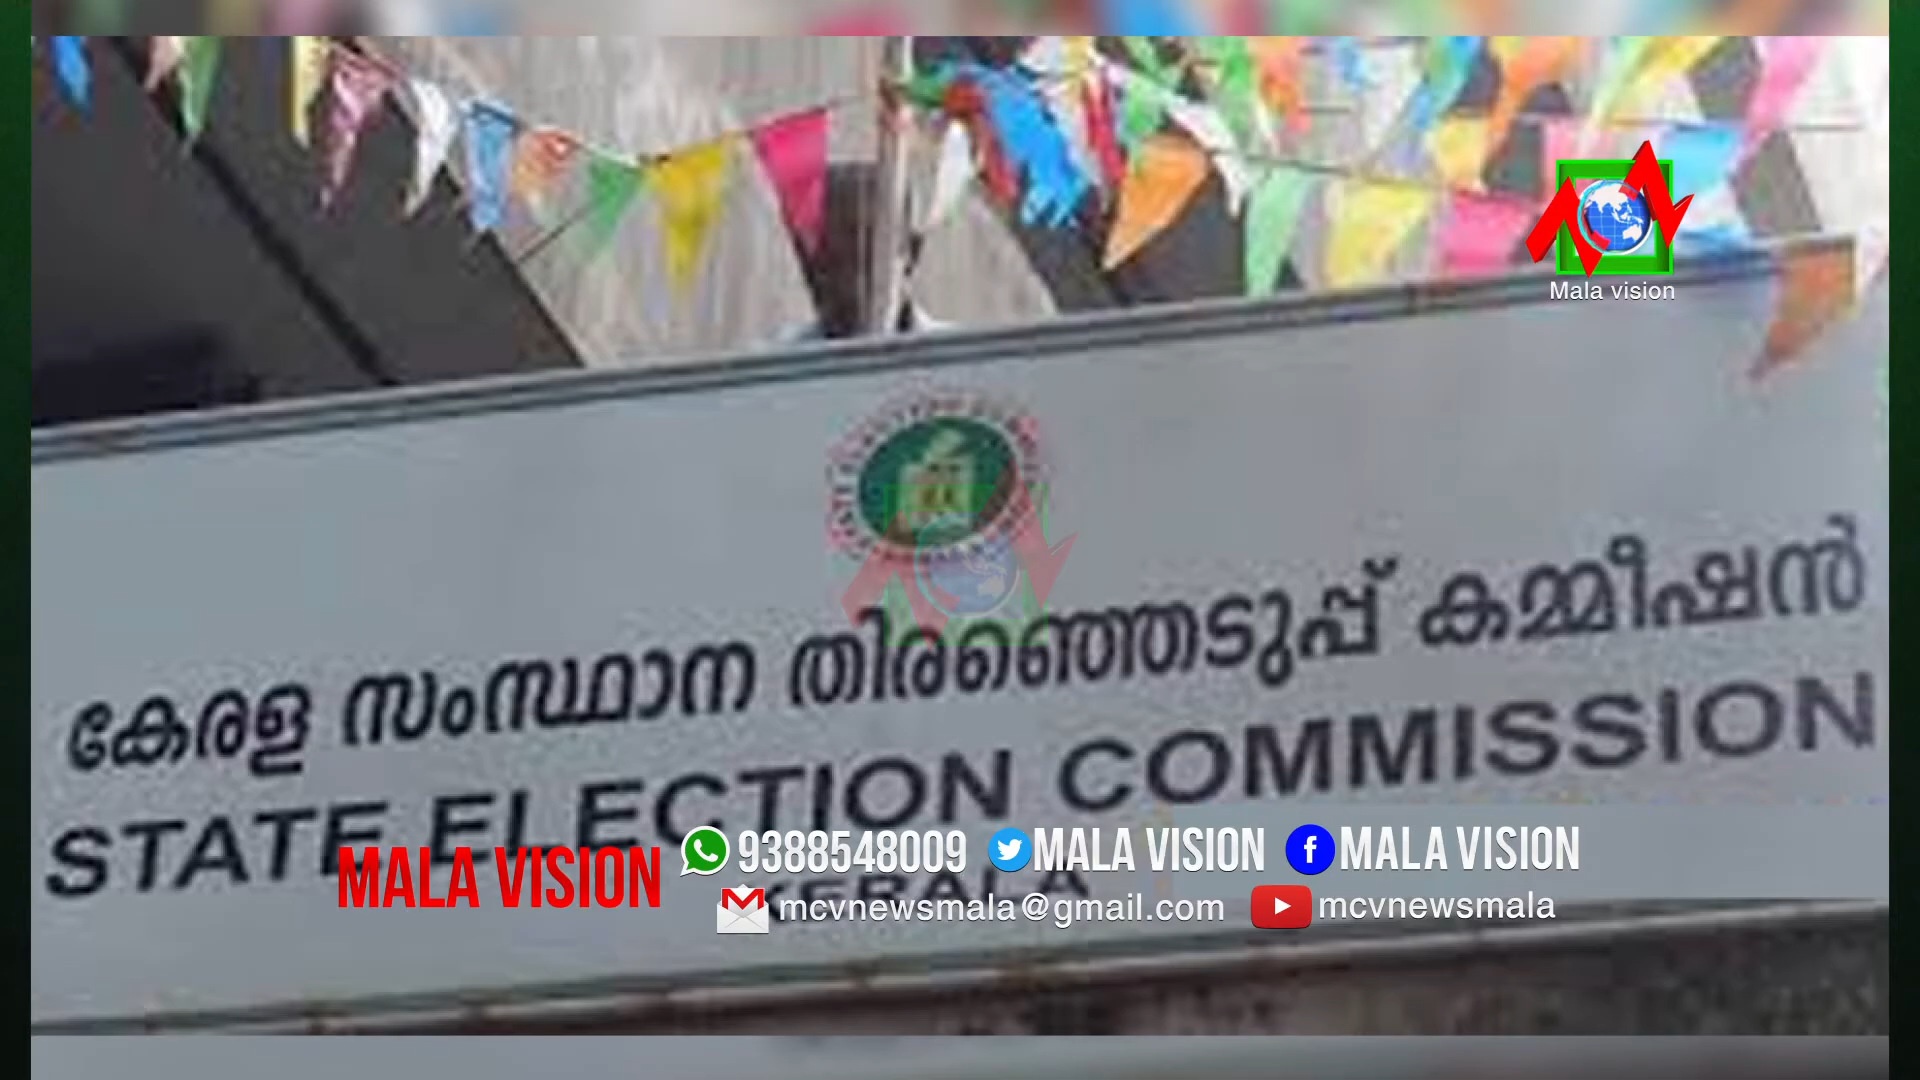 Mala vision
കേരള സംസ്ഥാന തിരഞ്ഞെടുപ്പ് കമ്മീഷൻ
STATE ELECTION COMMISSION
KERALA
MALA VISION
9388548009 MALA VISION MALA VISION
mcvnewsmala@gmail.com mcvnewsmala